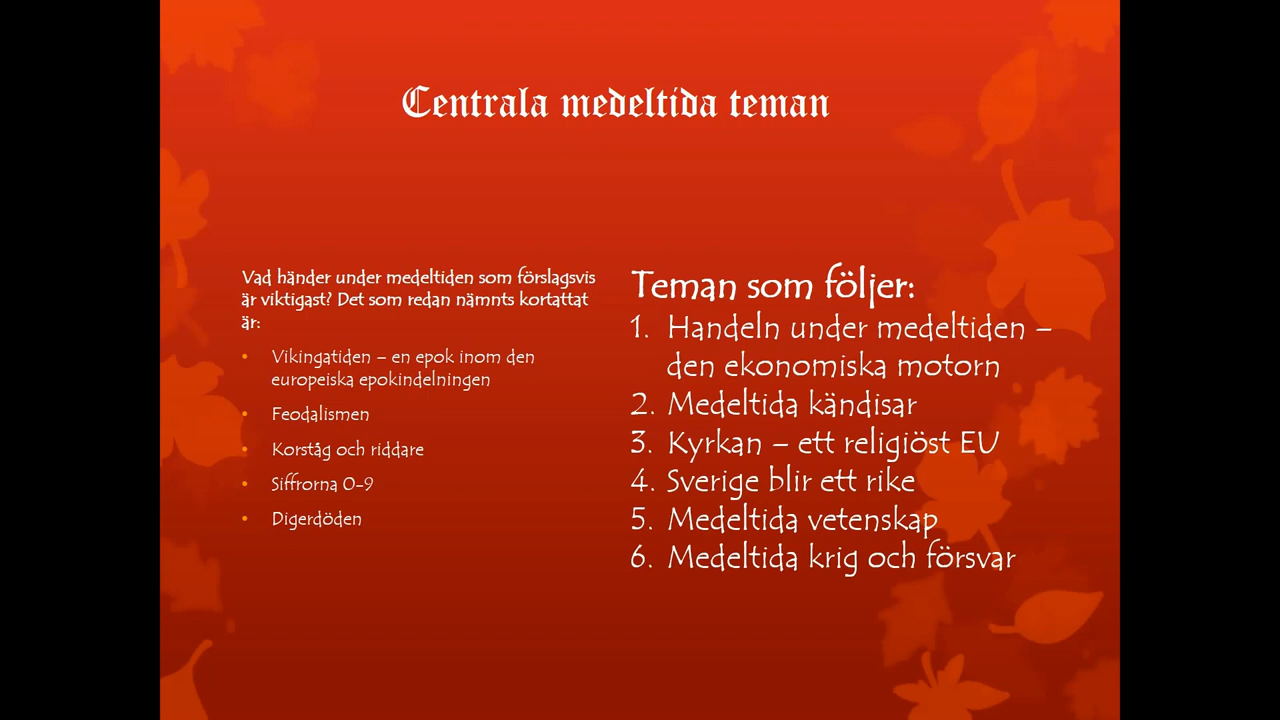 Centrala medeltida teman
Vad händer under medeltiden som förslagsvis
är viktigast? Det som redan nämnts kortattat
är:
• Vikingatiden – en epok inom den
europeiska epokindelningen
• Feodalismen
• Korståg och riddare
• Siffrorna 0-9
• Digerdöden
Teman som följer:
1. Handeln under medeltiden –
den ekonomiska motorn
2. Medeltida kändisar
3. Kyrkan – ett religiöst EU
4. Sverige blir ett rike
5. Medeltida vetenskap
6. Medeltida krig och försvar